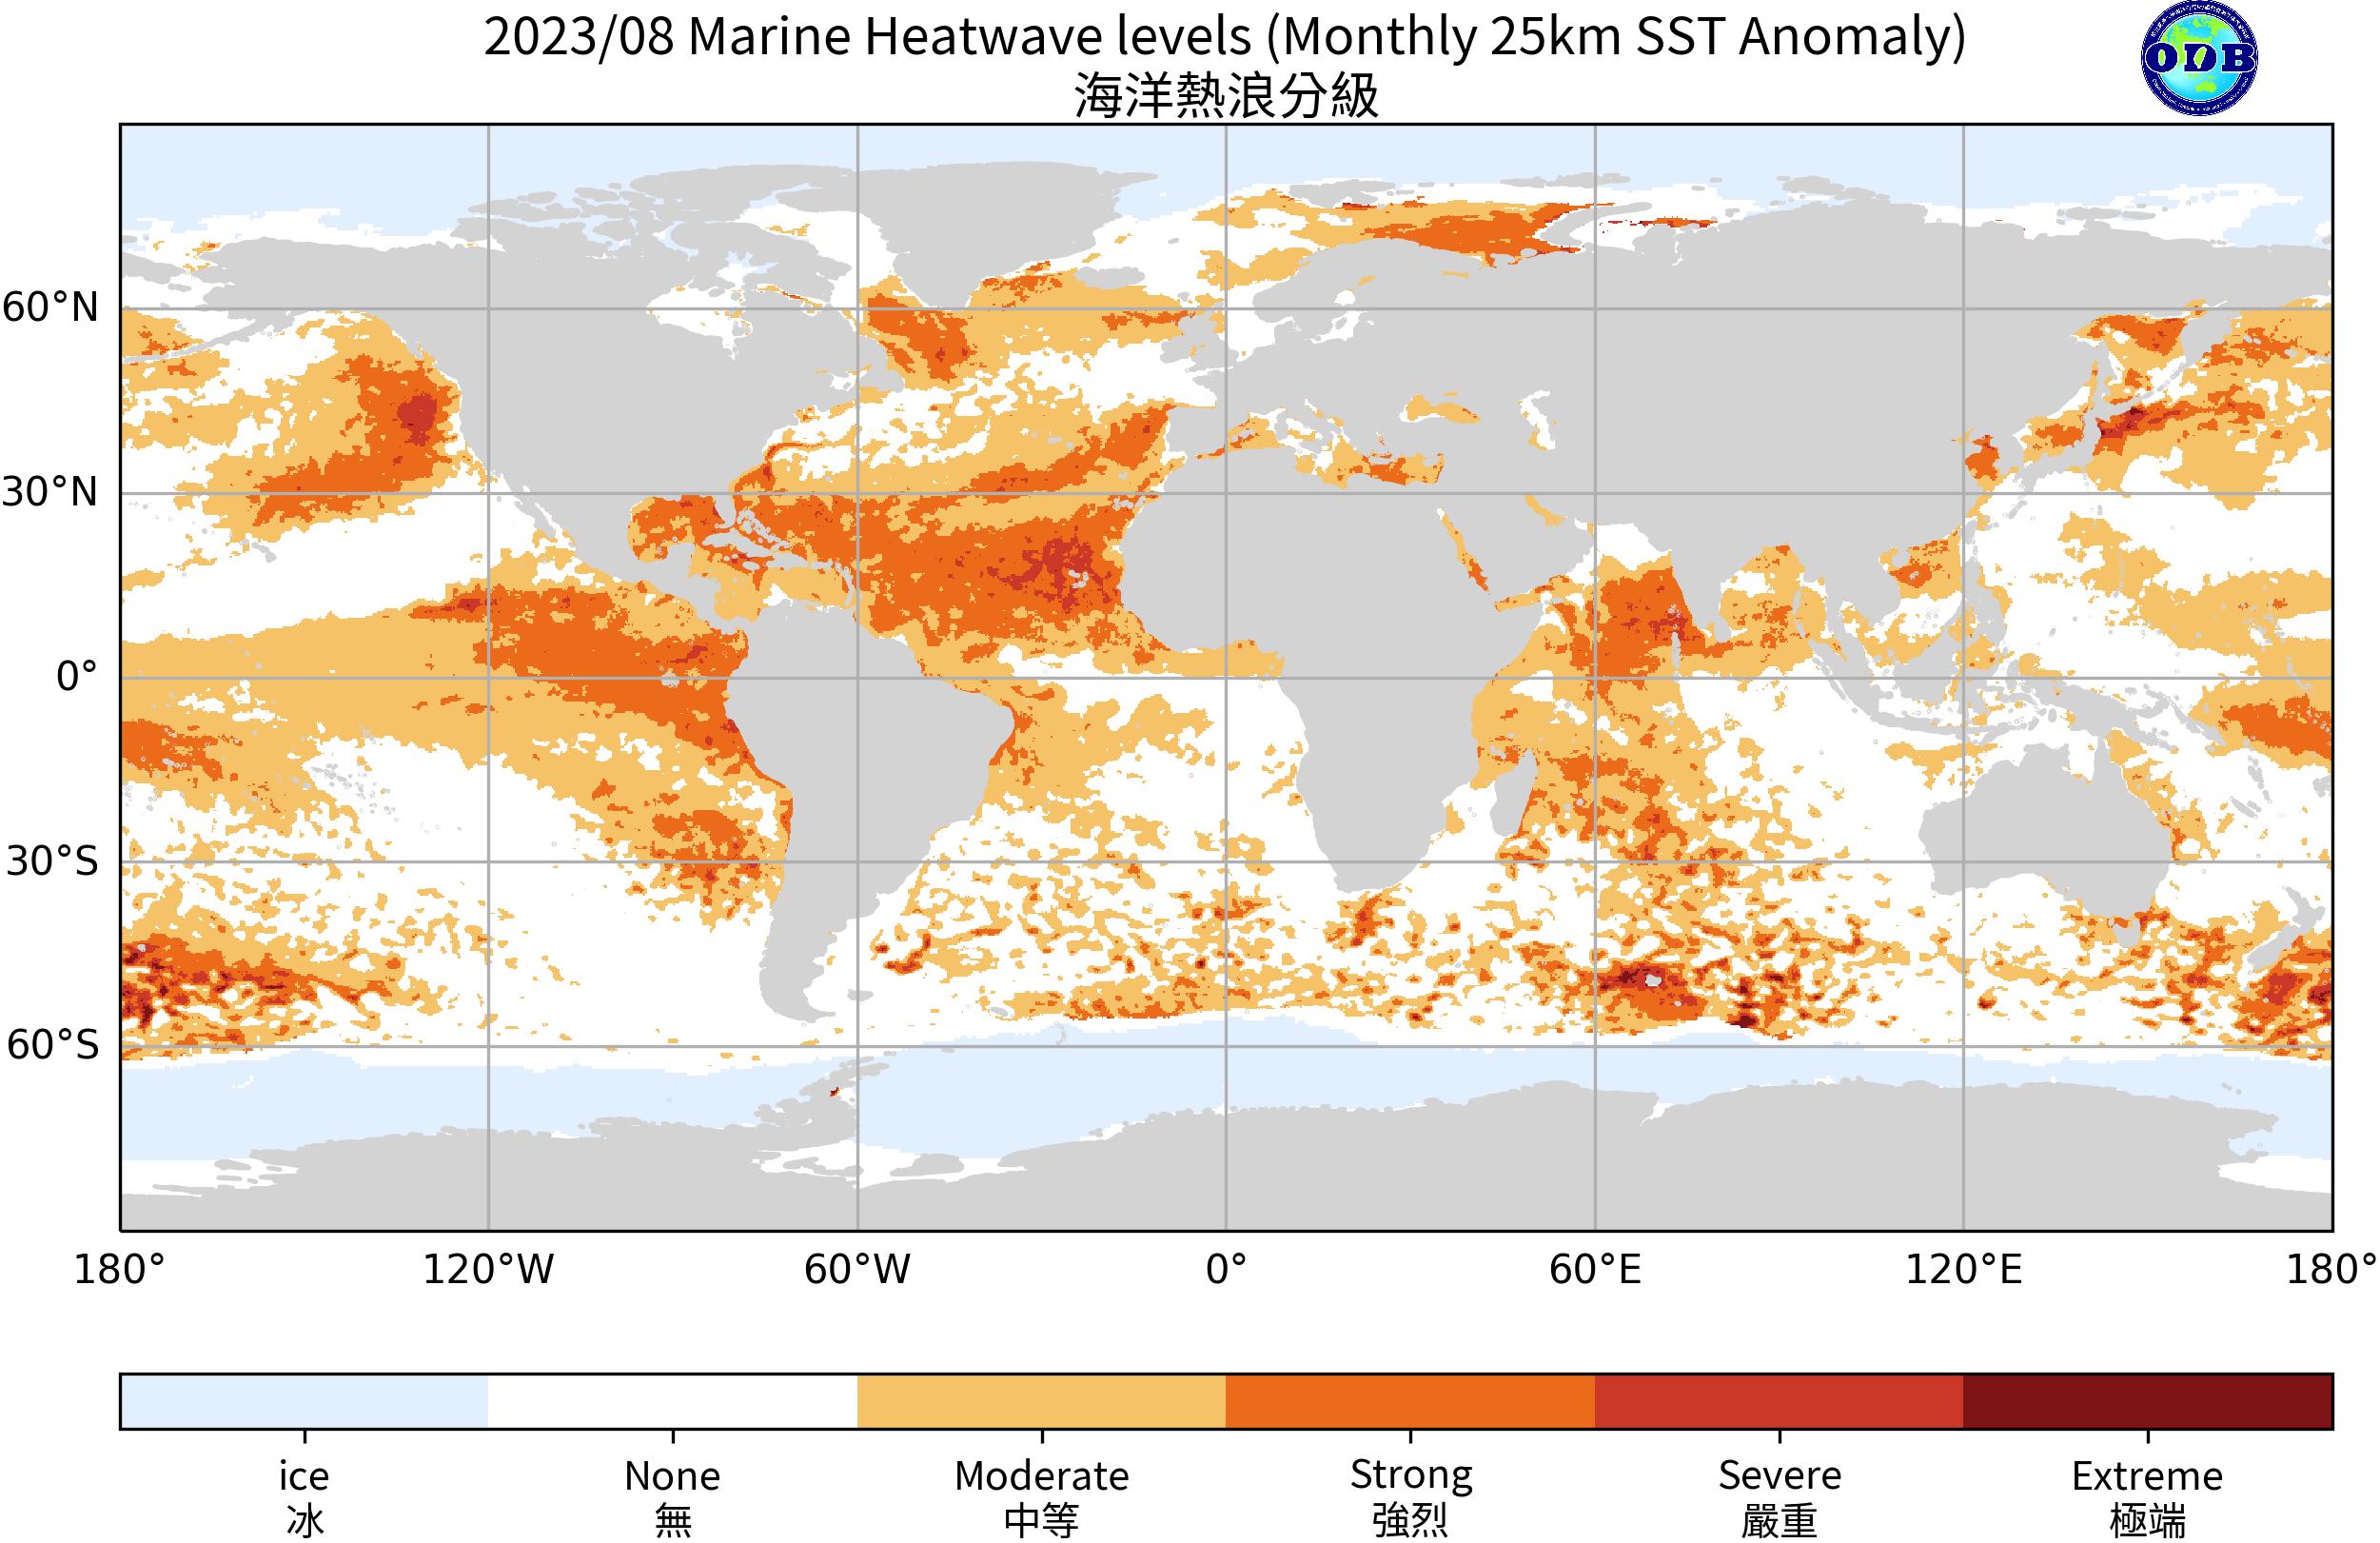 2023/08 Marine Heatwave levels (Monthly 25km SST Anomaly)
海洋熱浪分級
ODB
60°N
30°N
0°
30°S
60°S
180° 120°W 60°W 0° 60°E 120°E 180°
ice None Moderate Strong Severe Extreme
冰 無 中等 強烈 嚴重 極端